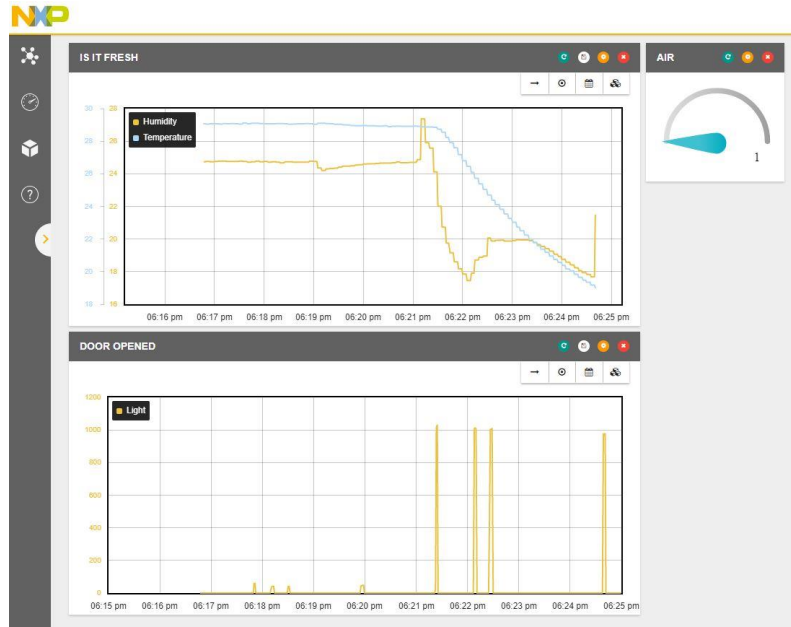 NXP
IS IT FRESH
AIR
30 28
Humidity
Temperature
28 26
26 24
24 22
22 20
20 18
18 16
06:16 pm 06:17 pm 06:18 pm 06:19 pm 06:20 pm 06:21 pm 06:22 pm 06:23 pm 06:24 pm 06:25 pm
1
DOOR OPENED
1200
Light
1000
800
600
400
200
0
06:15 pm 06:16 pm 06:17 pm 06:18 pm 06:19 pm 06:20 pm 06:21 pm 06:22 pm 06:23 pm 06:24 pm 06:25 pm